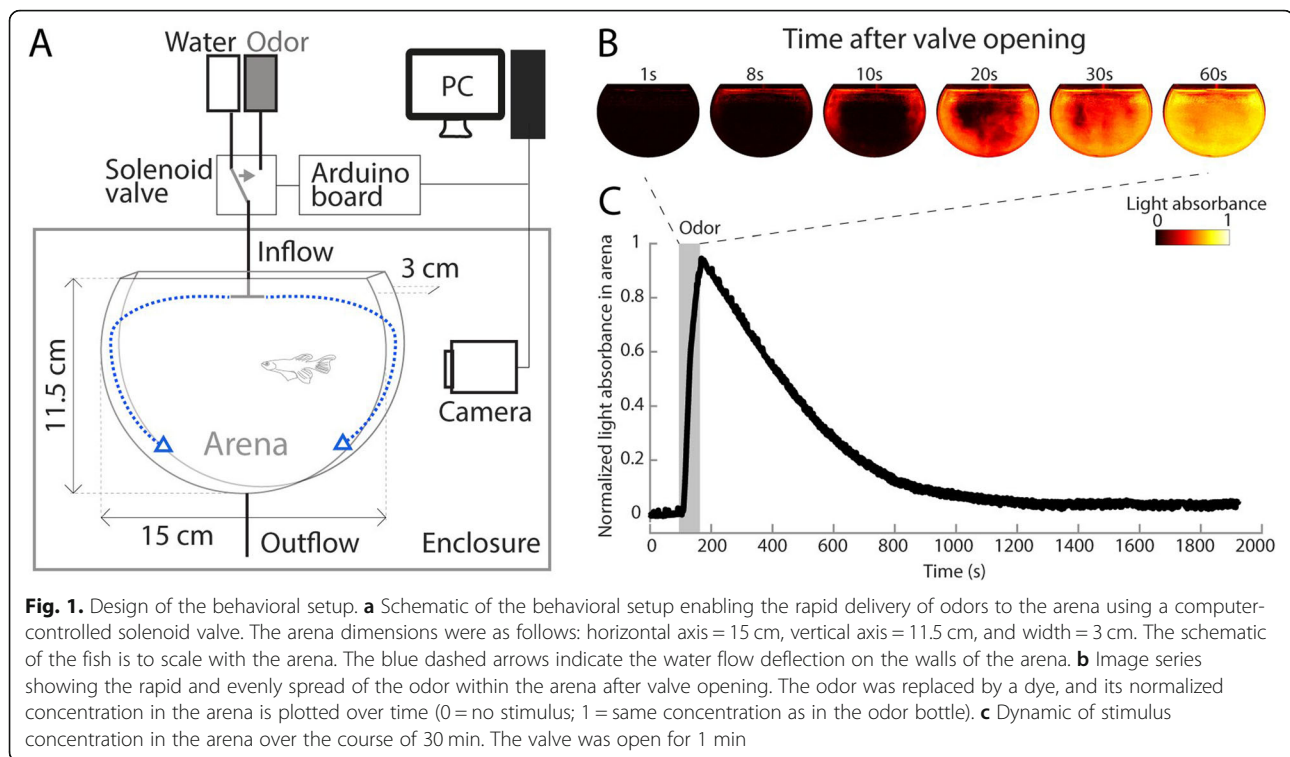 A
Water Odor
PC
Solenoid
valve
Arduino
board
Inflow
3 cm
11.5 cm
Camera
Arena
15 cm
Outflow
Enclosure
B
Time after valve opening
1s 8s 10s 20s 30s 60s
C
Light absorbance
0 1
Odor
Normalized light absorbance in arena
1
0.8
0.6
0.4
0.2
0
0 200 400 600 800 1000 1200 1400 1600 1800 2000
Time (s)
Fig. 1. Design of the behavioral setup. a Schematic of the behavioral setup enabling the rapid delivery of odors to the arena using a computer-
controlled solenoid valve. The arena dimensions were as follows: horizontal axis = 15 cm, vertical axis = 11.5 cm, and width = 3 cm. The schematic
of the fish is to scale with the arena. The blue dashed arrows indicate the water flow deflection on the walls of the arena. b Image series
showing the rapid and evenly spread of the odor within the arena after valve opening. The odor was replaced by a dye, and its normalized
concentration in the arena is plotted over time (0 = no stimulus; 1 = same concentration as in the odor bottle). c Dynamic of stimulus
concentration in the arena over the course of 30 min. The valve was open for 1 min